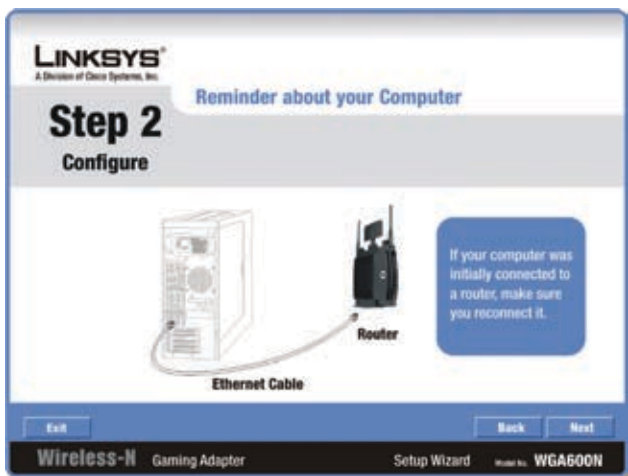 LINKSYS®
A Division of Cisco Systems, Inc.
Reminder about your Computer
Step 2
Configure
If your computer was
initially connected to
a router, make sure
you reconnect it.
Router
Ethernet Cable
Exit
Back
Next
Wireless-N Gaming Adapter Setup Wizard Model No. WGA600N